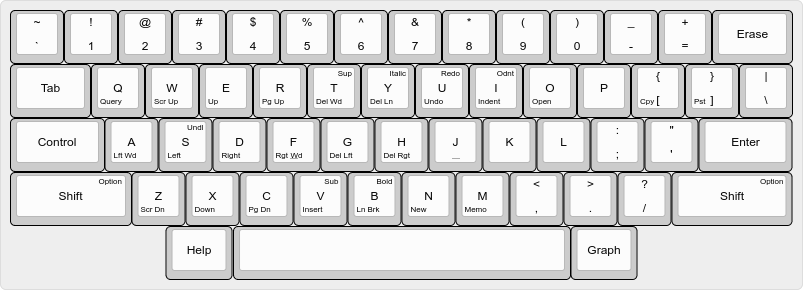 ~ ! @ # $ % ^ & * ( ) _ +
` 1 2 3 4 5 6 7 8 9 0 - = Erase
Sup Italic Redo Odnt
Tab Q W E R T Y U I O P { } |
Query Scr Up Up Pg Up Del Wd Del Ln Undo Indent Open Cpy [ Pst ] \
Undl
Control A S D F G H J K L : " Enter
Lft Wd Left Right Rgt Wd Del Lft Del Rgt __ ; '
Option Sub Bold Option
Shift Z X C V B N M < > ? Shift
Scr Dn Down Pg Dn Insert Ln Brk New Memo , . /
Help Graph